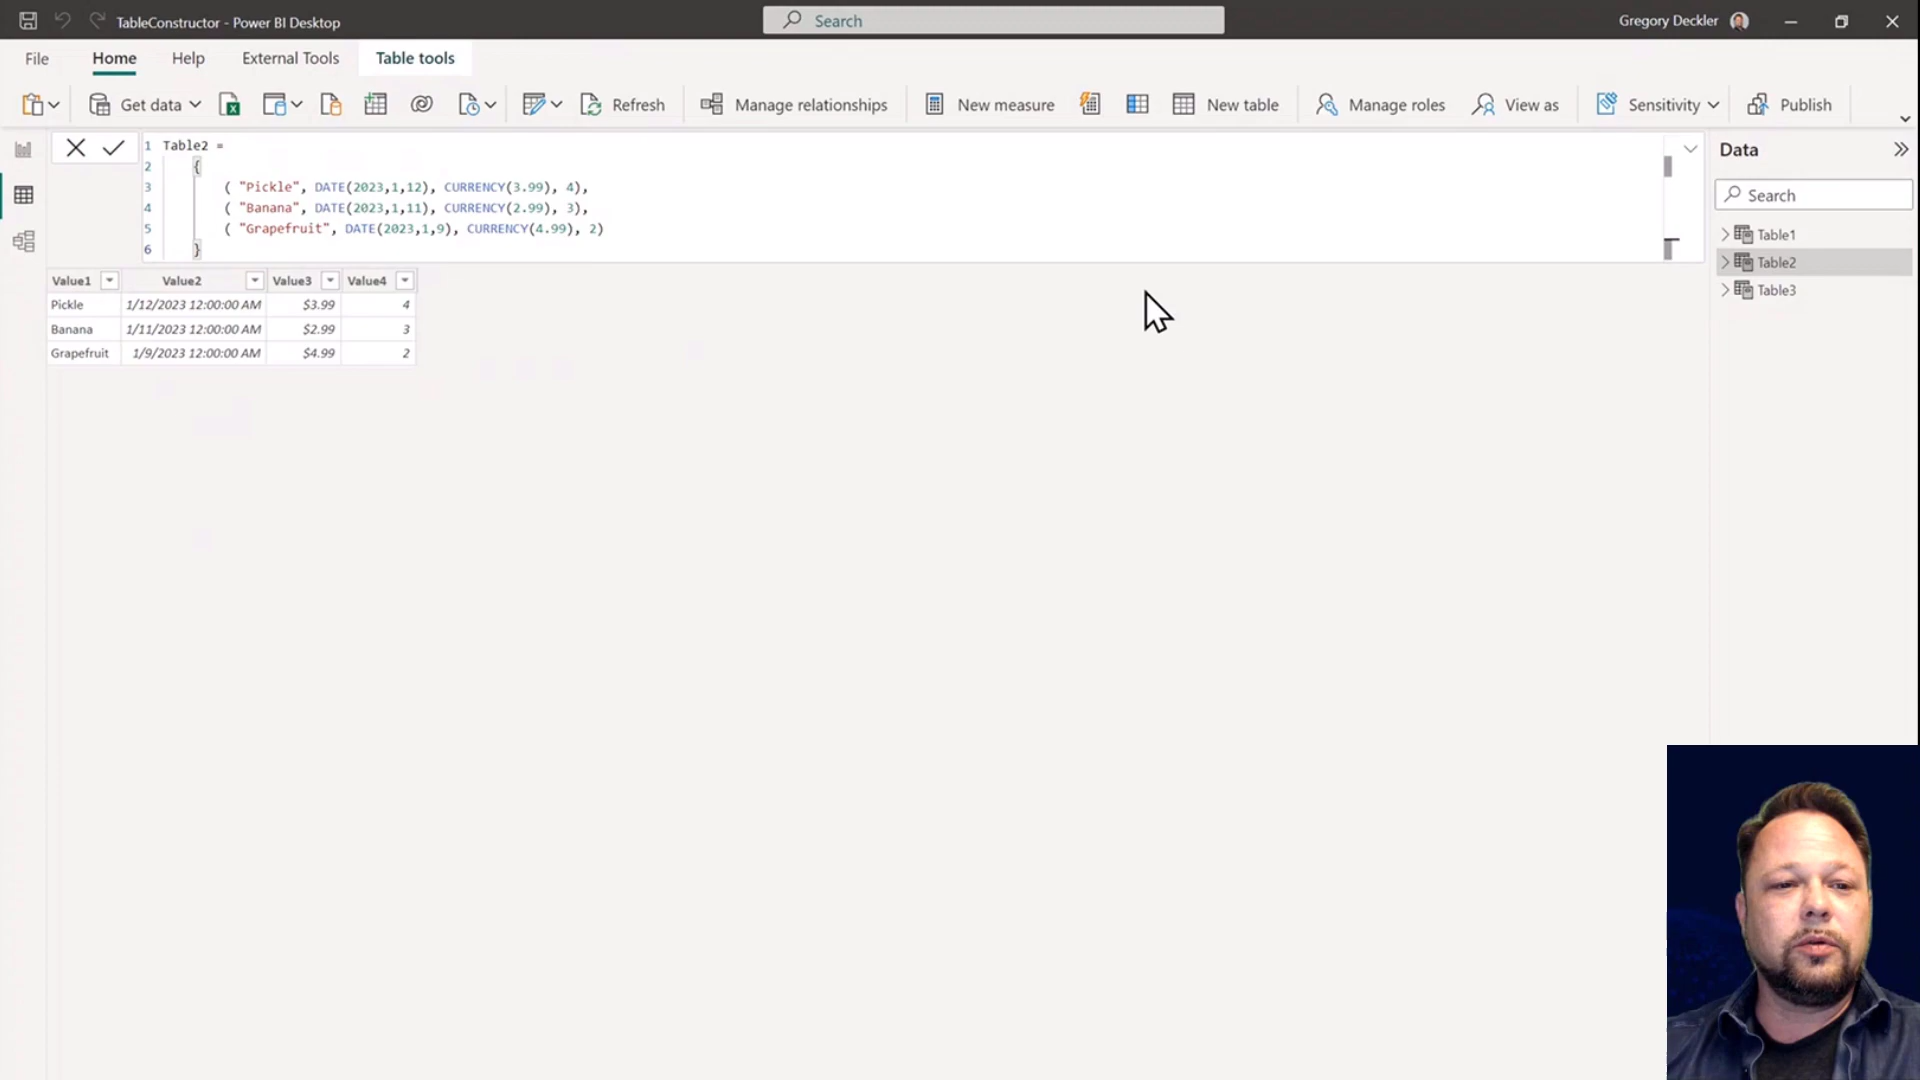 TableConstructor - Power BI Desktop
Search
Gregory Deckler
File
Home
Help
External Tools
Table tools
Get data
Refresh
Manage relationships
New measure
New table
Manage roles
View as
Sensitivity
Publish
1 Table2 =
2 {
3 ( "Pickle", DATE(2023,1,12), CURRENCY(3.99), 4),
4 ( "Banana", DATE(2023,1,11), CURRENCY(2.99), 3),
5 ( "Grapefruit", DATE(2023,1,9), CURRENCY(4.99), 2)
6 }
Value1 Value2 Value3 Value4
Pickle 1/12/2023 12:00:00 AM $3.99 4
Banana 1/11/2023 12:00:00 AM $2.99 3
Grapefruit 1/9/2023 12:00:00 AM $4.99 2
Data
Search
Table1
Table2
Table3